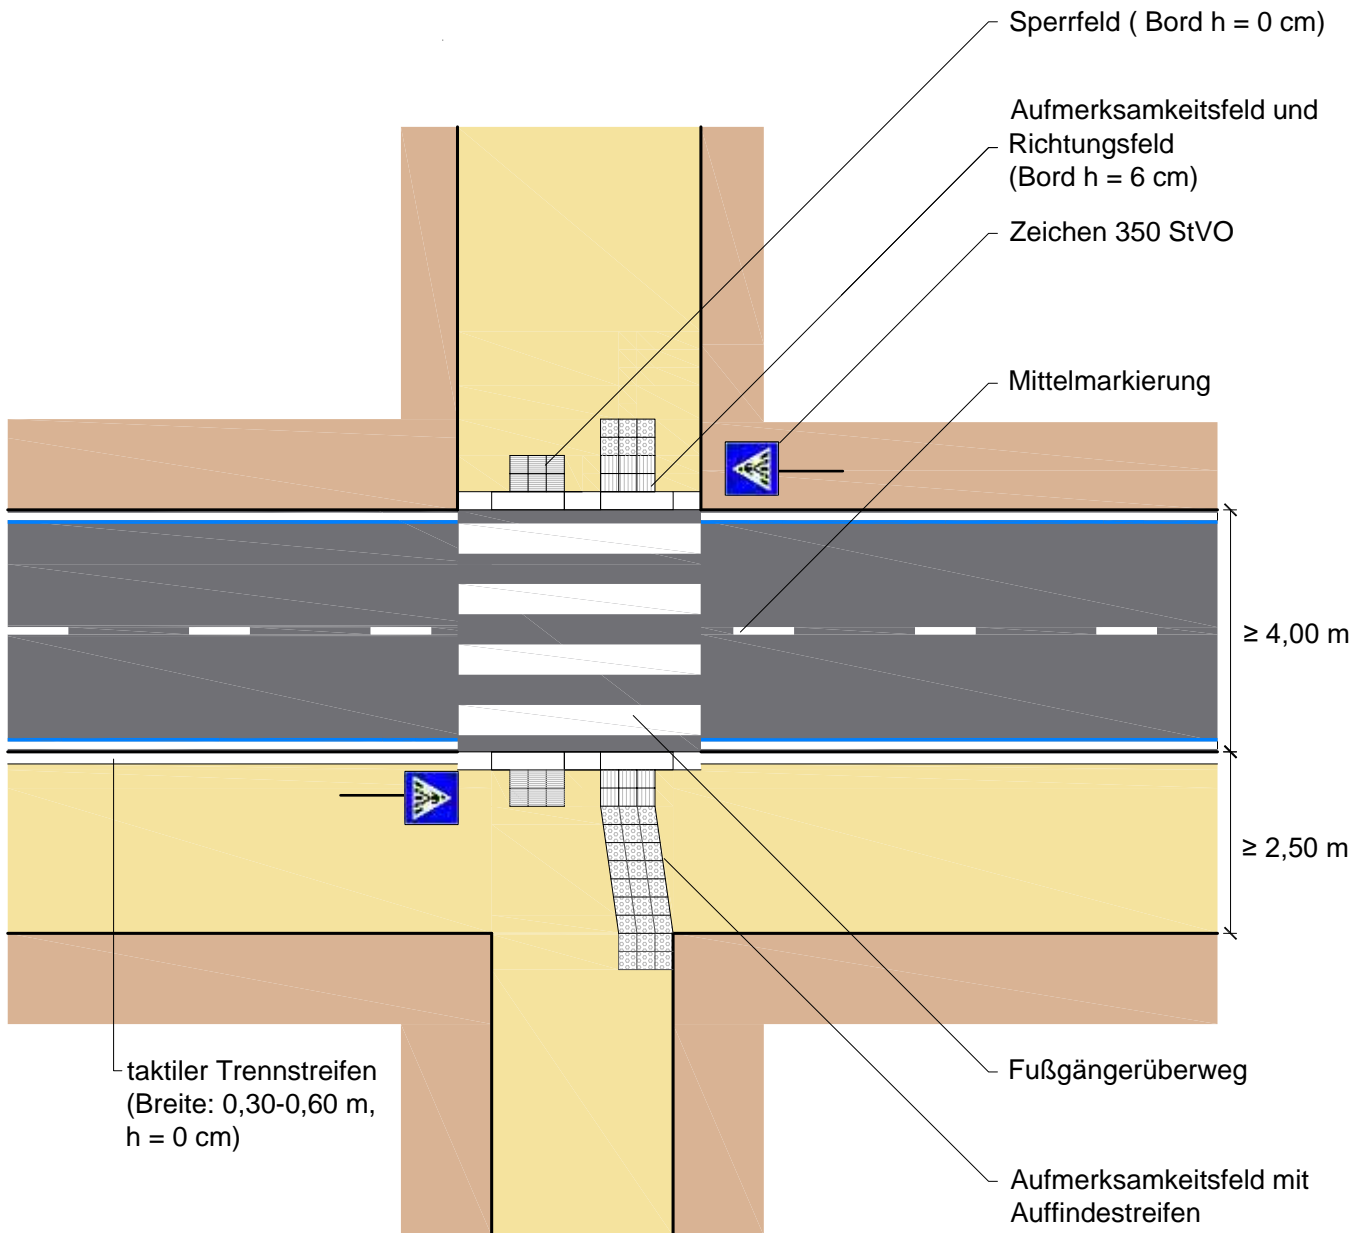 Sperrfeld ( Bord h = 0 cm)
Aufmerksamkeitsfeld und
Richtungsfeld
(Bord h = 6 cm)
Zeichen 350 StVO
Mittelmarkierung
≥ 4,00 m
≥ 2,50 m
taktiler Trennstreifen
(Breite: 0,30-0,60 m,
h = 0 cm)
Fußgängerüberweg
Aufmerksamkeitsfeld mit
Auffindestreifen